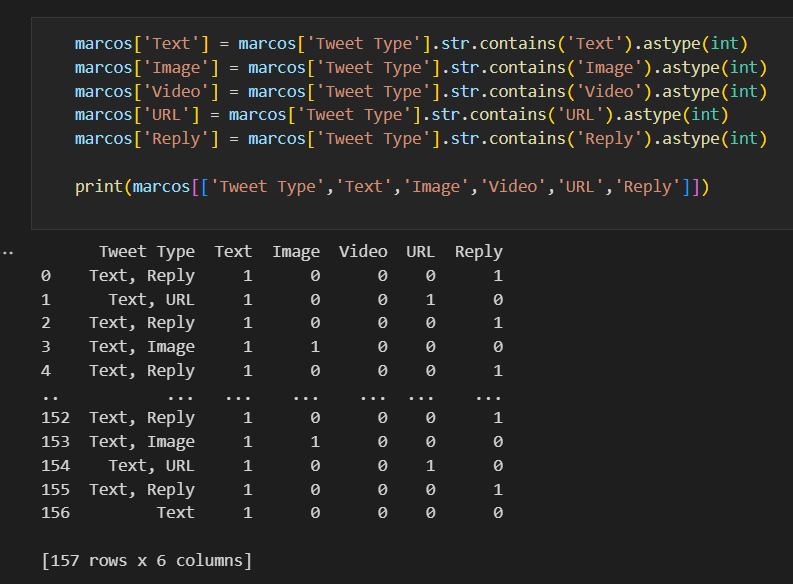 marcos['Text'] = marcos['Tweet Type'].str.contains('Text').astype(int)
marcos['Image'] = marcos['Tweet Type'].str.contains('Image').astype(int)
marcos['Video'] = marcos['Tweet Type'].str.contains('Video').astype(int)
marcos['URL'] = marcos['Tweet Type'].str.contains('URL').astype(int)
marcos['Reply'] = marcos['Tweet Type'].str.contains('Reply').astype(int)
print(marcos[['Tweet Type','Text','Image','Video','URL','Reply']])
.. Tweet Type Text Image Video URL Reply
0 Text, Reply 1 0 0 0 1
1 Text, URL 1 0 0 1 0
2 Text, Reply 1 0 0 0 1
3 Text, Image 1 1 0 0 0
4 Text, Reply 1 0 0 0 1
.. ... ... ... ... ... ...
152 Text, Reply 1 0 0 0 1
153 Text, Image 1 1 0 0 0
154 Text, URL 1 0 0 1 0
155 Text, Reply 1 0 0 0 1
156 Text 1 0 0 0 0
[157 rows x 6 columns]